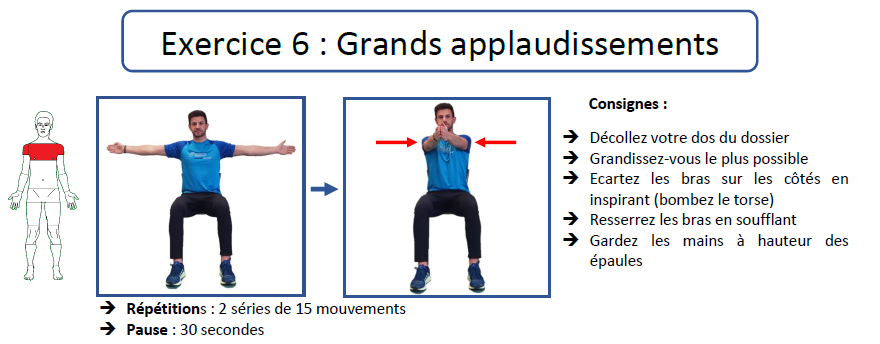 Exercice 6 : Grands applaudissements
Consignes :
➔ Décollez votre dos du dossier
➔ Grandissez-vous le plus possible
➔ Ecartez les bras sur les côtés en
inspirant (bombez le torse)
➔ Resserrez les bras en soufflant
➔ Gardez les mains à hauteur des
épaules
➔ Répétitions : 2 séries de 15 mouvements
➔ Pause : 30 secondes